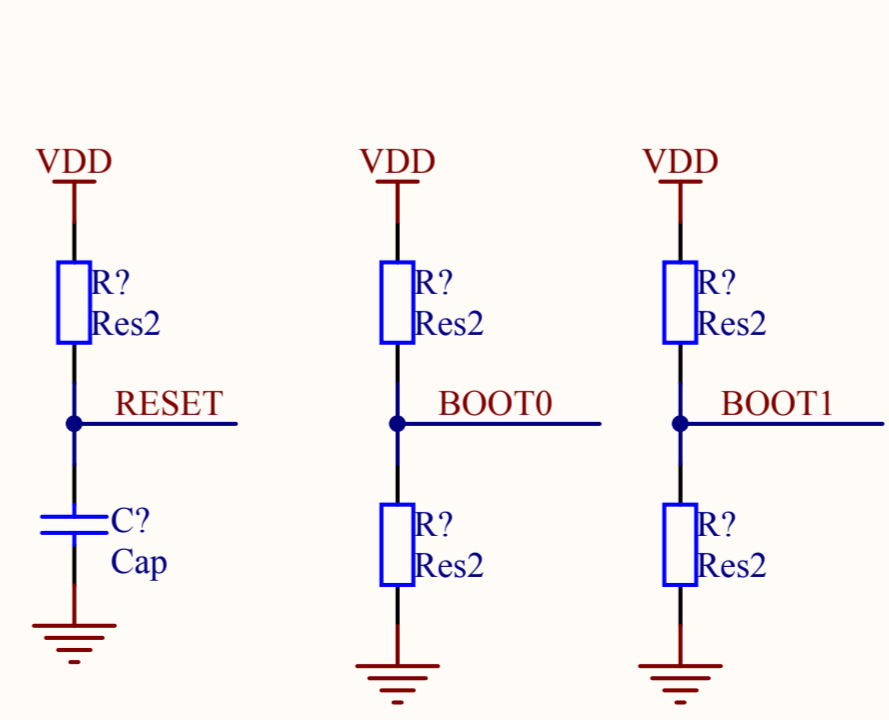 VDD
VDD
VDD
R?
Res2
R?
Res2
R?
Res2
RESET
BOOT0
BOOT1
C?
Cap
R?
Res2
R?
Res2